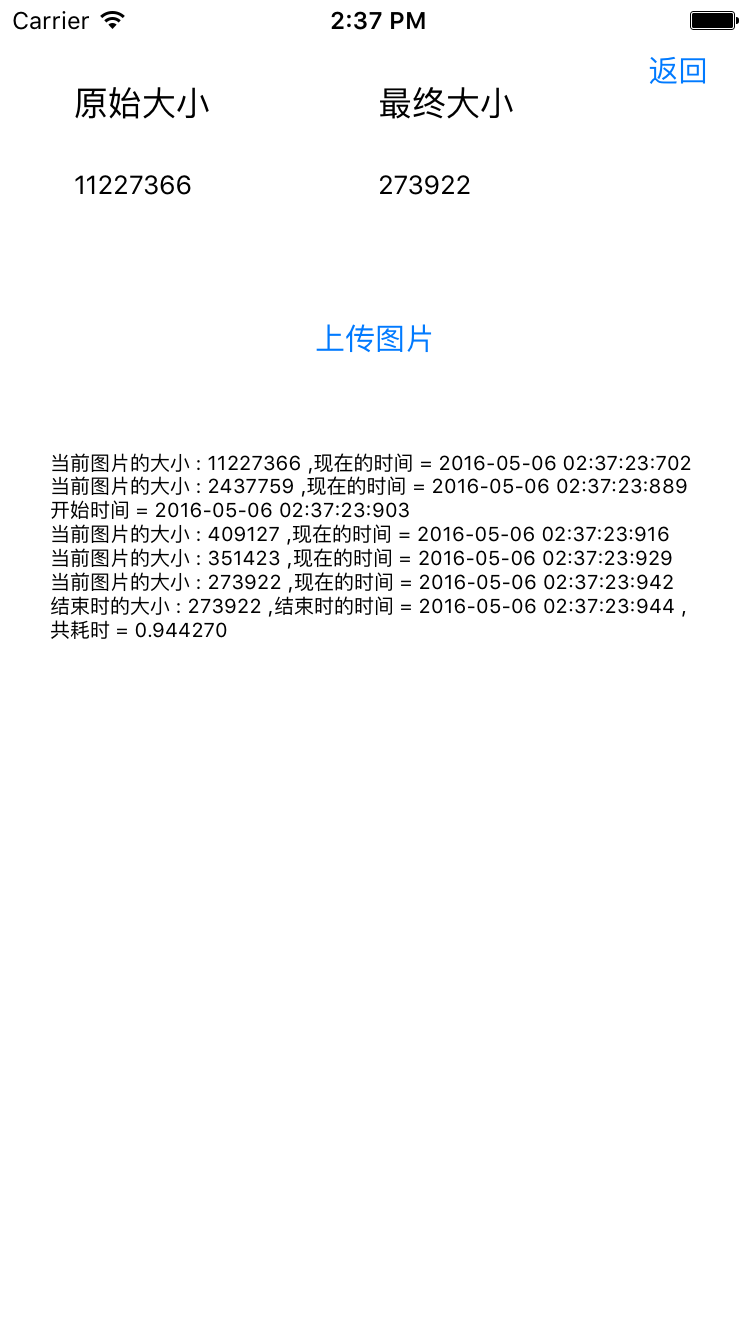 Carrier 2:37 PM
返回
原始大小 最终大小
11227366 273922
上传图片
当前图片的大小 : 11227366 ,现在的时间 = 2016-05-06 02:37:23:702
当前图片的大小 : 2437759 ,现在的时间 = 2016-05-06 02:37:23:889
开始时间 = 2016-05-06 02:37:23:903
当前图片的大小 : 409127 ,现在的时间 = 2016-05-06 02:37:23:916
当前图片的大小 : 351423 ,现在的时间 = 2016-05-06 02:37:23:929
当前图片的大小 : 273922 ,现在的时间 = 2016-05-06 02:37:23:942
结束时的大小 : 273922 ,结束时的时间 = 2016-05-06 02:37:23:944 ,
共耗时 = 0.944270